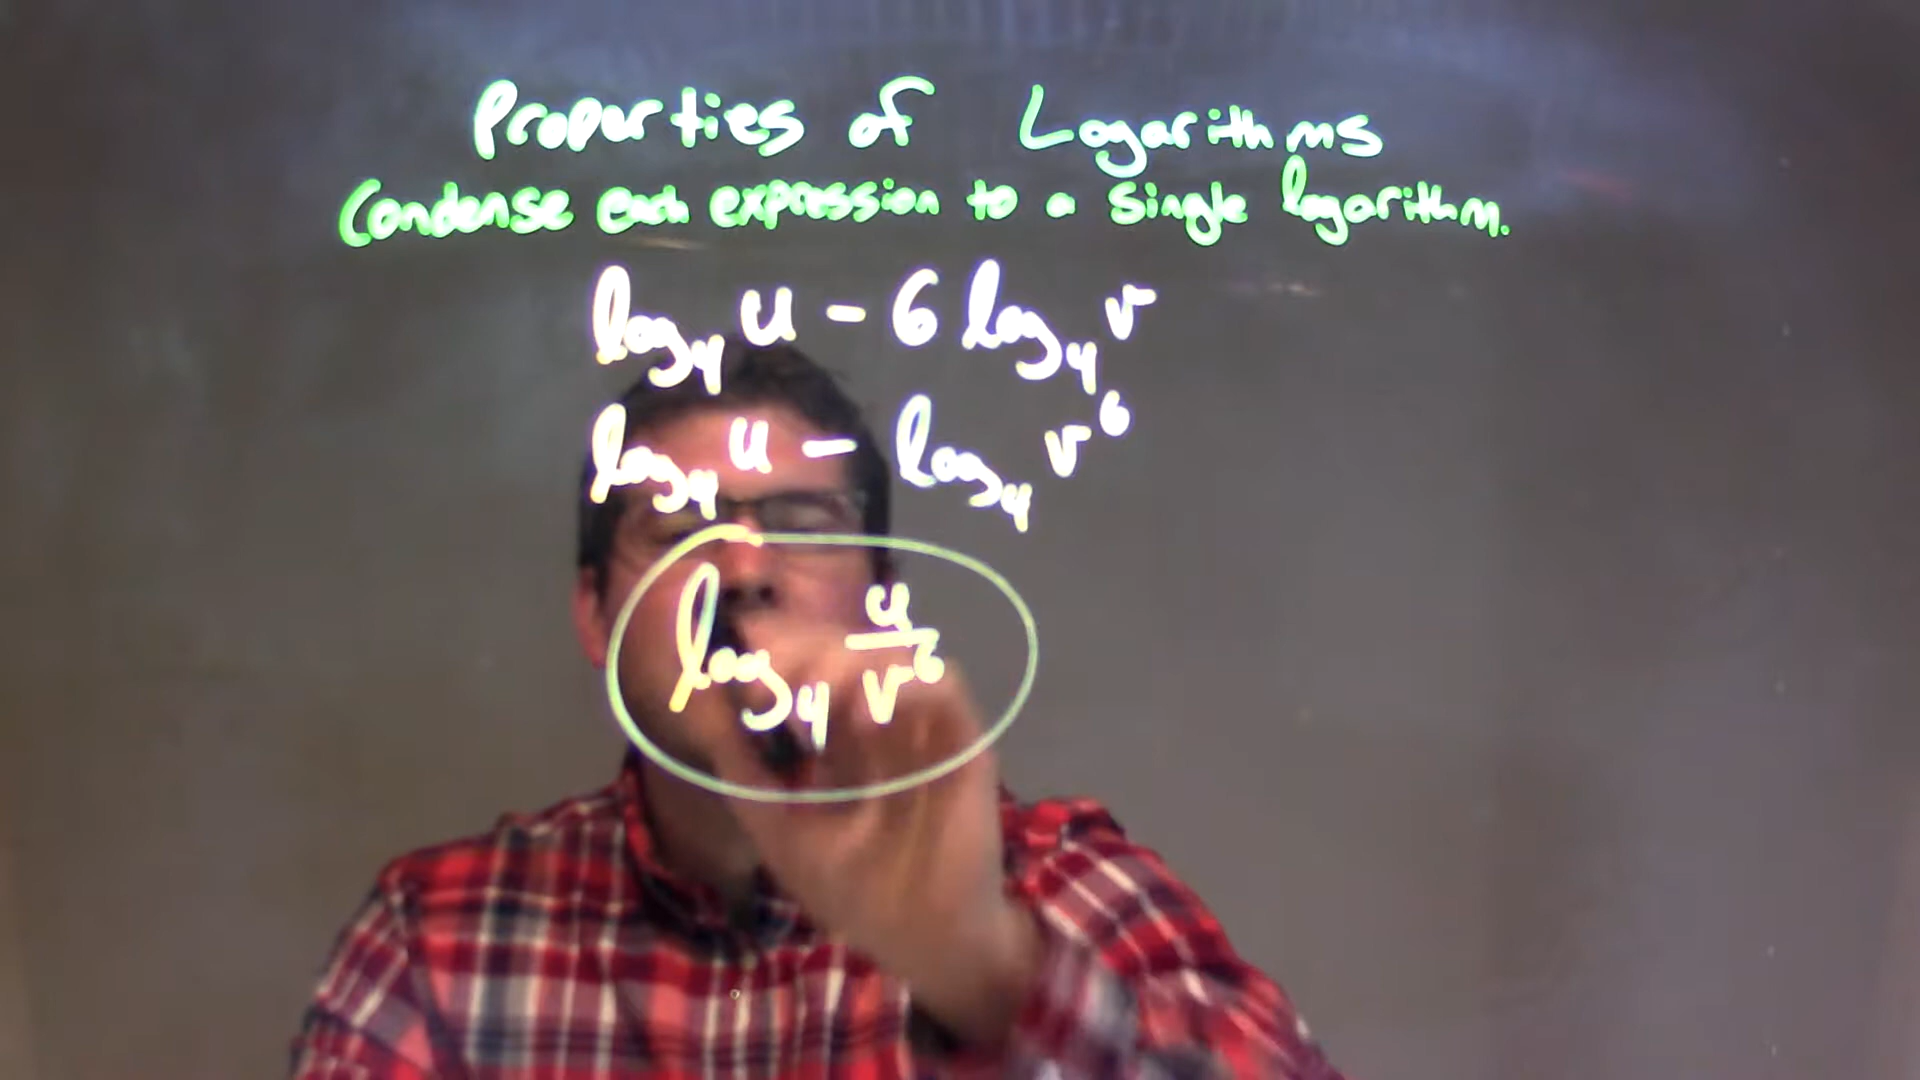 Properties of Logarithms
Condense each expression to a single logarithm.
log₄ u - 6 log₄ v
log₄ u - log₄ v⁶
log₄ u/v⁶